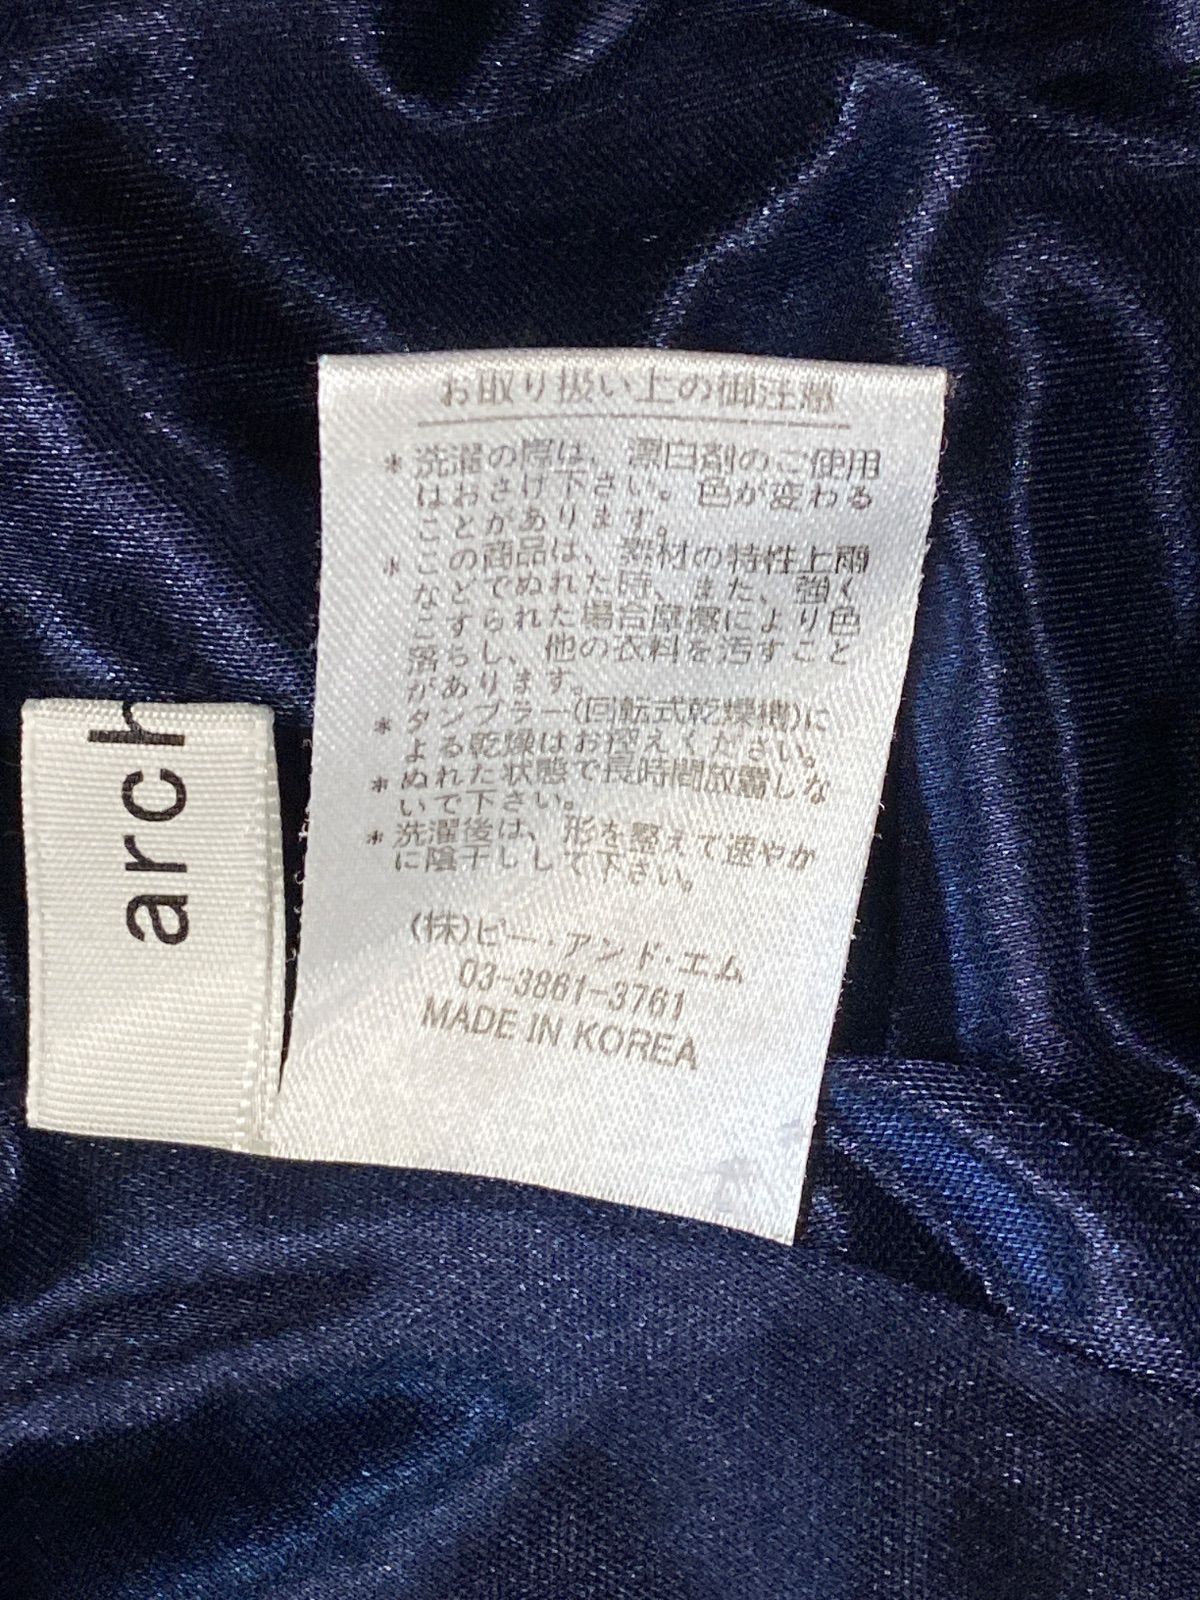 お取り扱い上の御注意
*洗濯の際は、漂白剤のご使用
はおさけ下さい。色が変わる
ことがあります。
*この商品は、素材の特性上雨
などでぬれた時、また、強く
こすられた場合摩擦により色
落らし、他の衣料を汚すこと
があります。
*タンブラー(回転式乾燥機)に
よる乾燥はお控えください。
*ぬれた状態で長時間放置しな
いで下さい。
*洗濯後は、形を整えて速やか
に陰干しして下さい。
(株)ビー・アンド・エム
03-3861-3761
MADE IN KOREA
arch